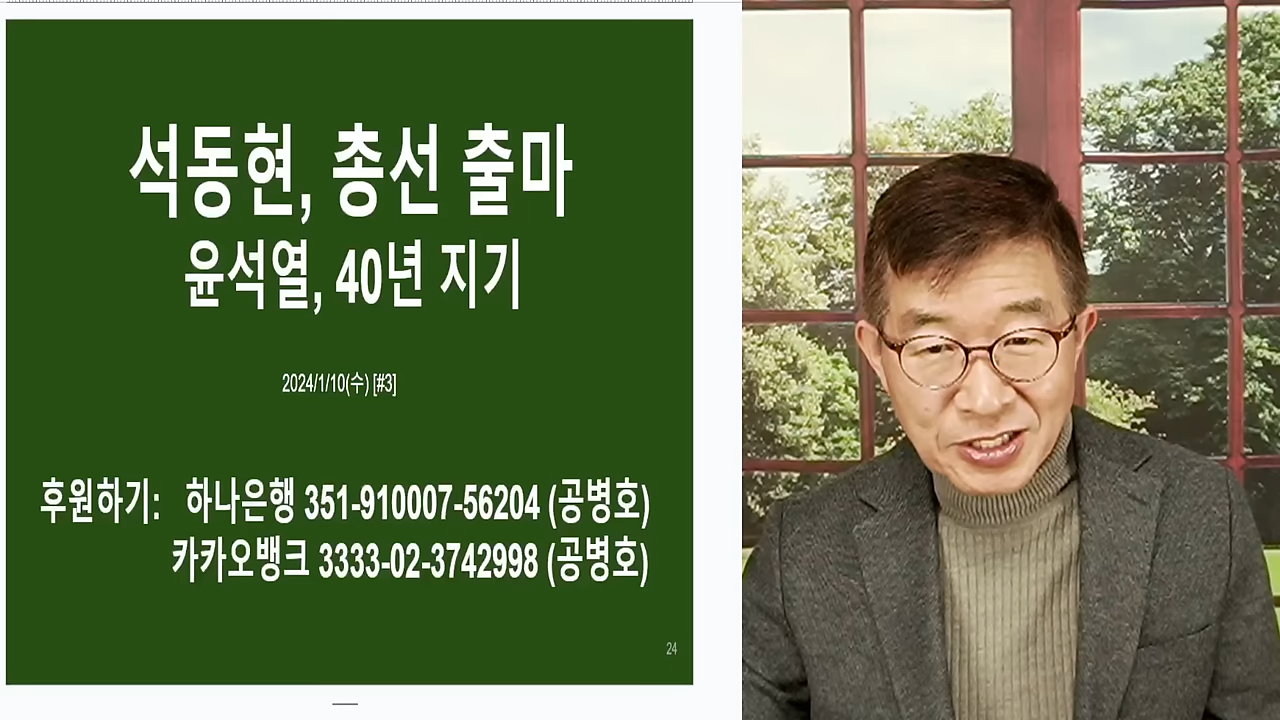 석동현, 총선 출마
윤석열, 40년 지기
2024/1/10(수) [#3]
후원하기: 하나은행 351-910007-56204 (공병호)
카카오뱅크 3333-02-3742998 (공병호)
24